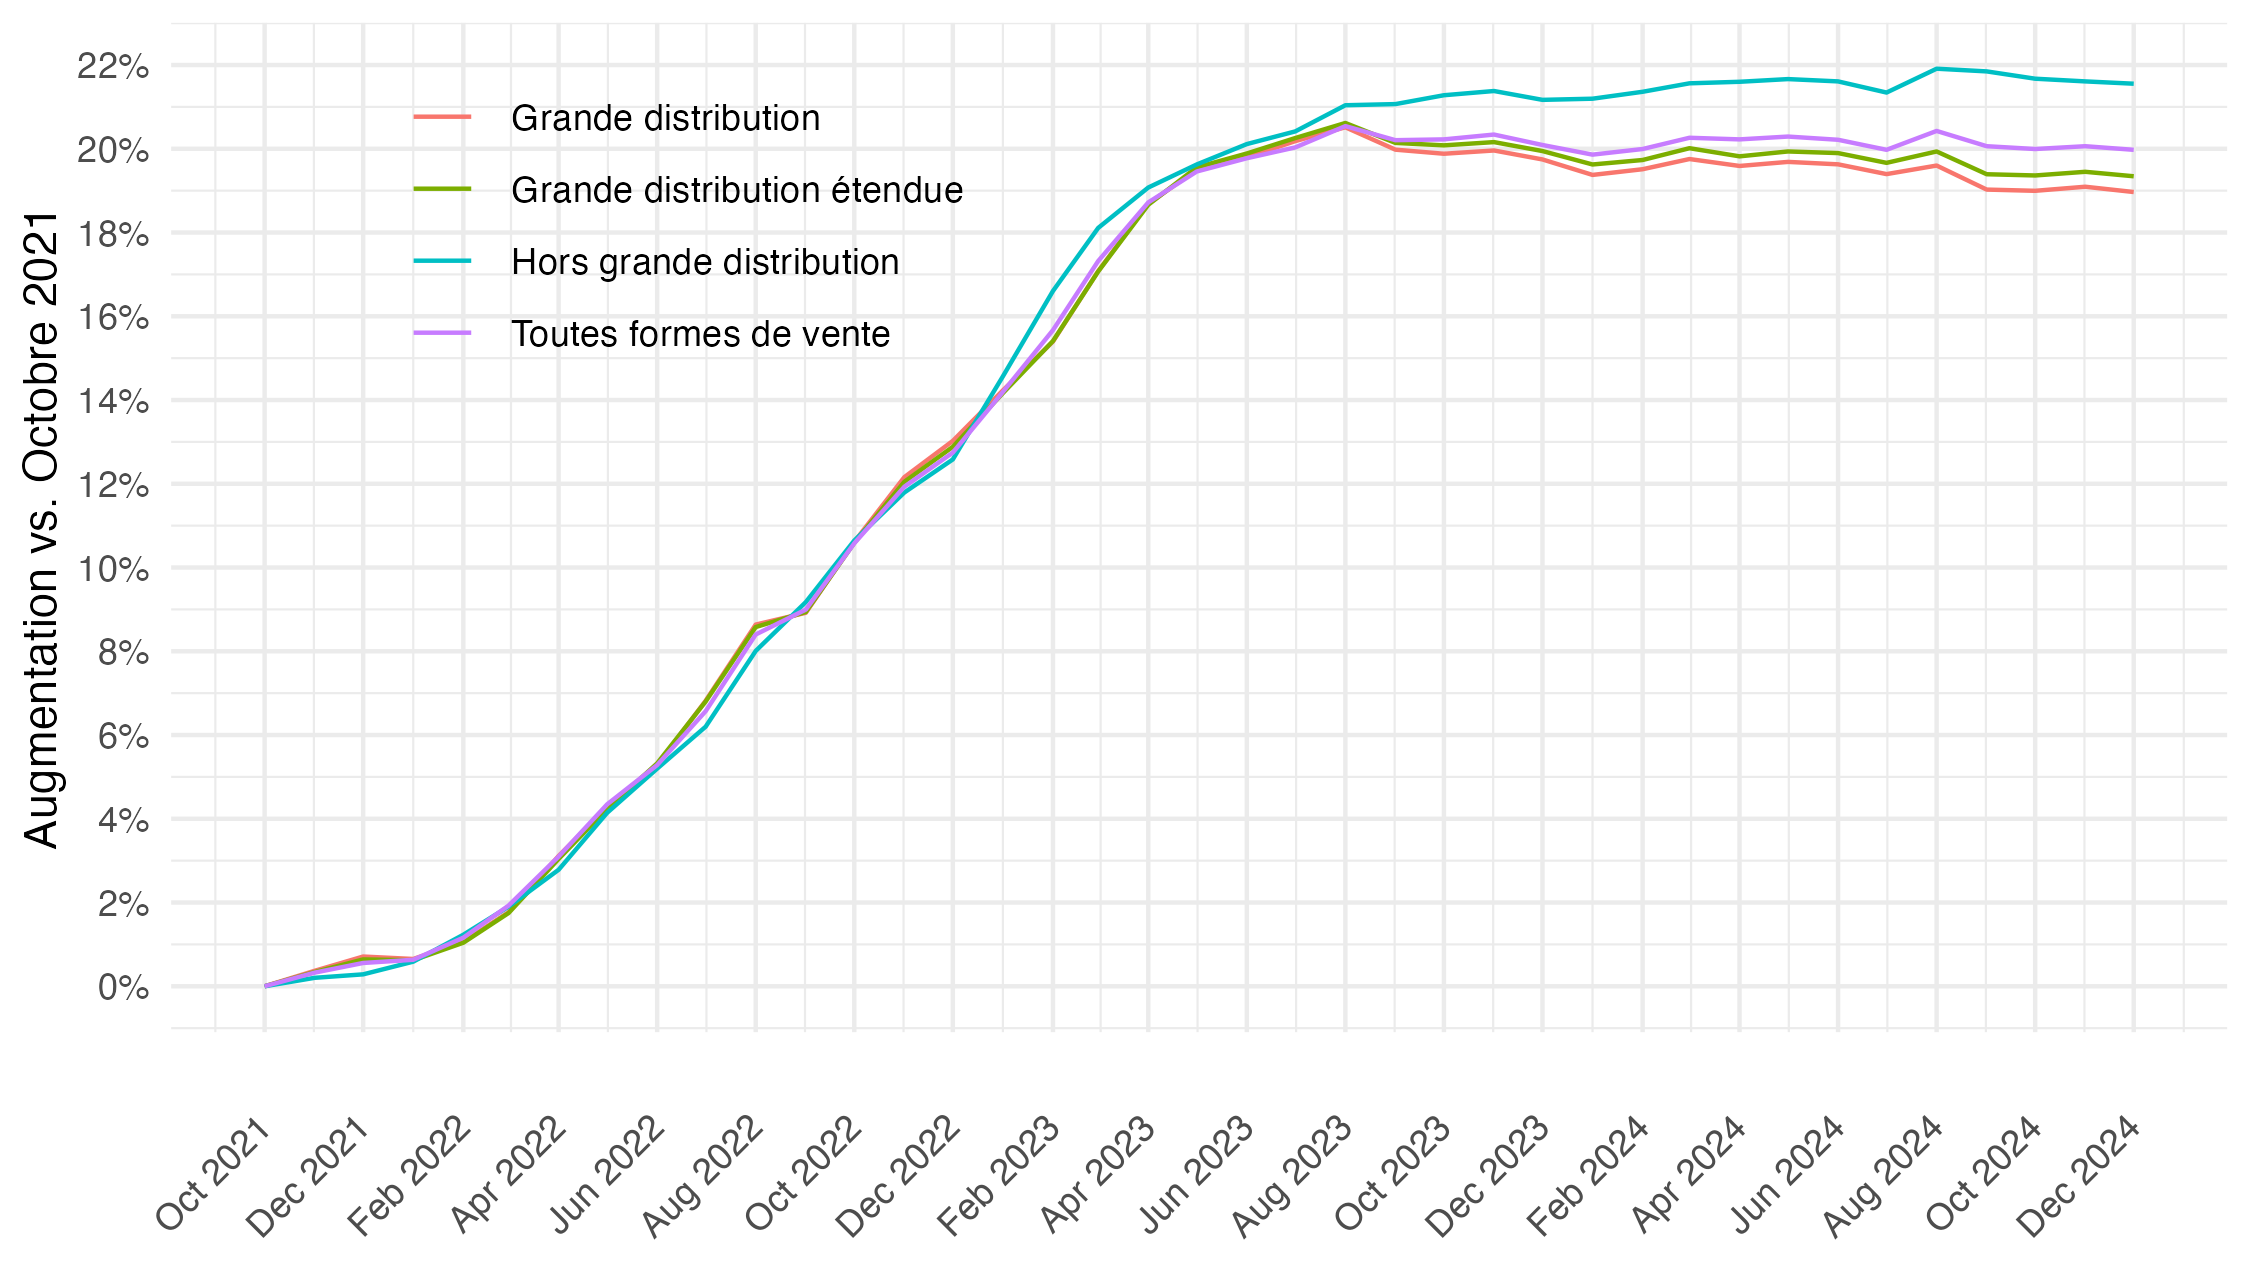 Augmentation vs. Octobre 2021
22%
20%
18%
16%
14%
12%
10%
8%
6%
4%
2%
0%
Grande distribution
Grande distribution étendue
Hors grande distribution
Toutes formes de vente
Oct 2021
Dec 2021
Feb 2022
Apr 2022
Jun 2022
Aug 2022
Oct 2022
Dec 2022
Feb 2023
Apr 2023
Jun 2023
Aug 2023
Oct 2023
Dec 2023
Feb 2024
Apr 2024
Jun 2024
Aug 2024
Oct 2024
Dec 2024